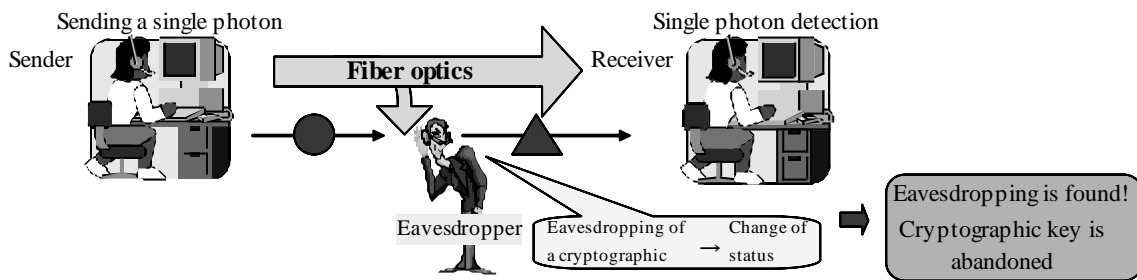 Sending a single photon
Single photon detection
Sender
Fiber optics
Receiver
Eavesdropper
Eavesdropping of
a cryptographic
→
Change of
status
Eavesdropping is found!
Cryptographic key is
abandoned